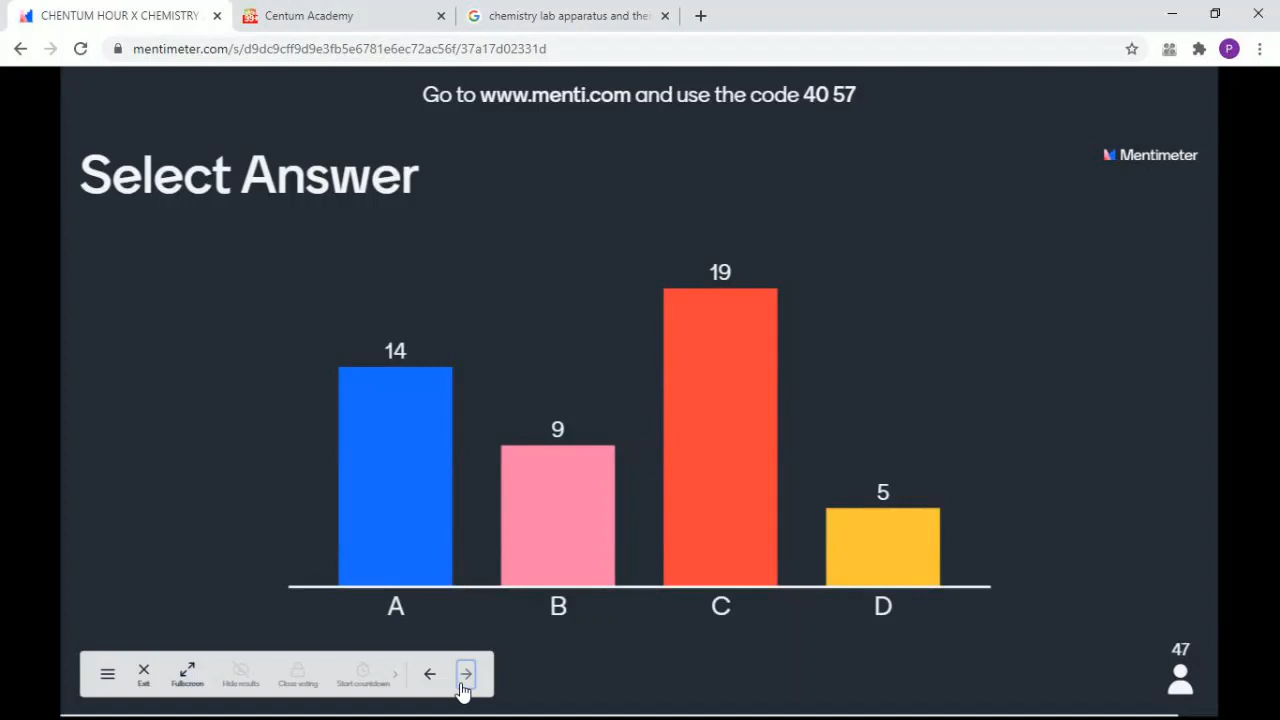 CHENTUM HOUR X CHEMISTRY
Centum Academy
chemistry lab apparatus and the
mentimeter.com/s/d9dc9cff9d9e3fb5e6781e6ec72ac56f/37a17d02331d
P
Go to www.menti.com and use the code 40 57
Select Answer
Mentimeter
14
9
19
5
A
B
C
D
Exit
Fullscreen
Hide results
Close voting
Start countdown
47